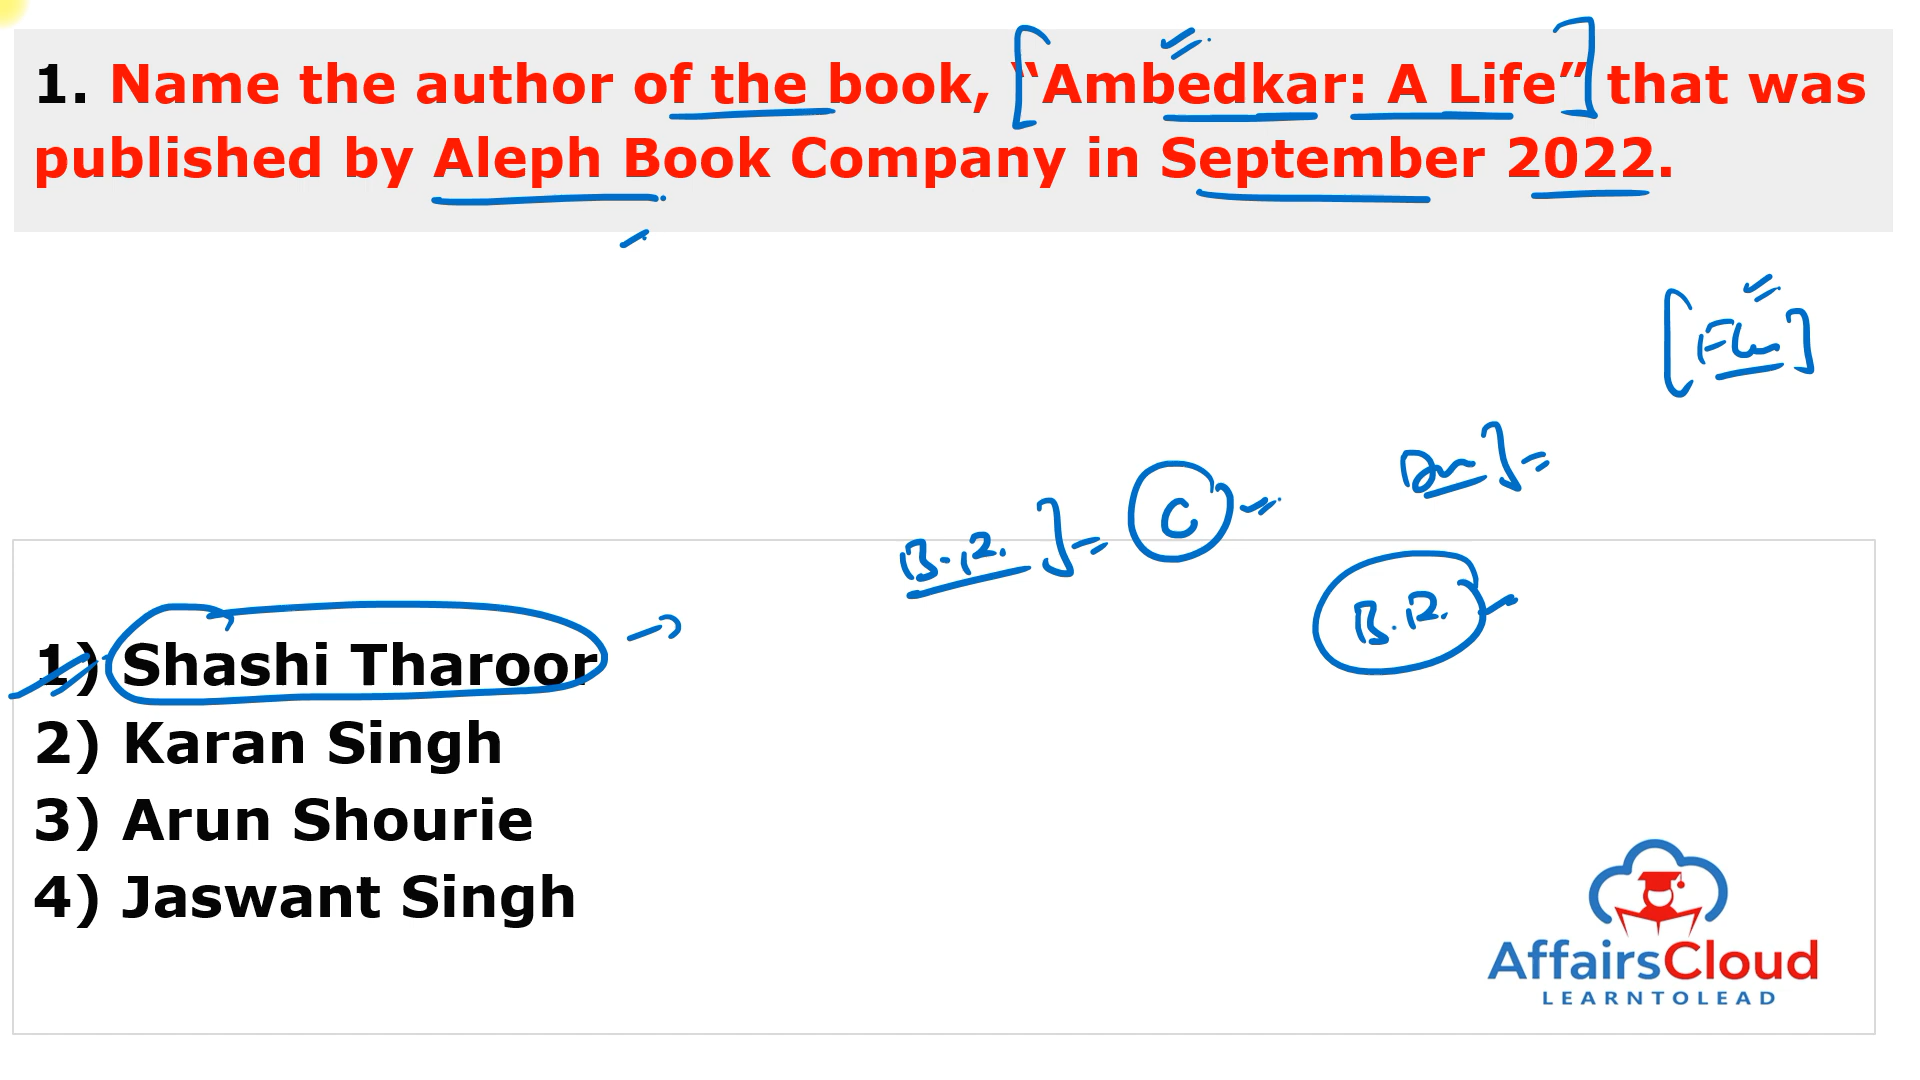 1. Name the author of the book, “Ambedkar: A Life” that was
published by Aleph Book Company in September 2022.
B.R.
C
B.R.
1) Shashi Tharoor
2) Karan Singh
3) Arun Shourie
4) Jaswant Singh
AffairsCloud
LEARNTOLEAD